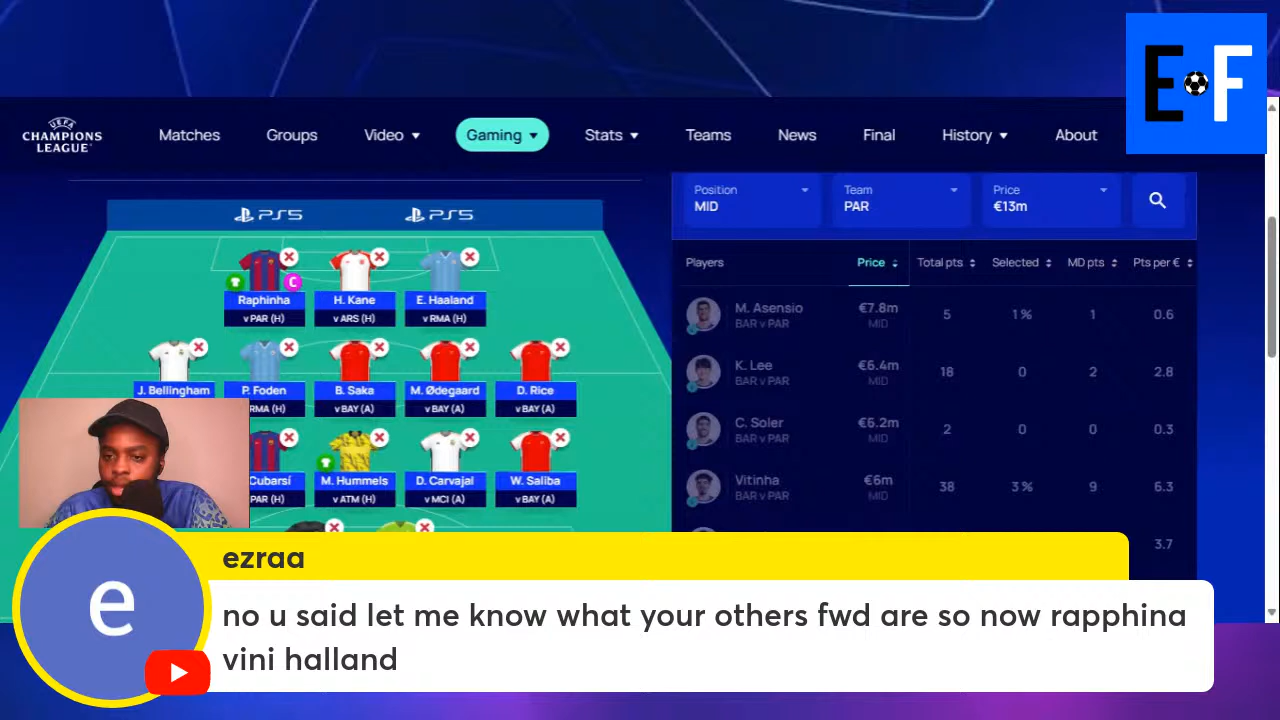 E F
UEFA
CHAMPIONS
LEAGUE
Matches Groups Video Gaming Stats Teams News Final History About
PS5 PS5
Position Team Price
MID PAR €13m
Players Price Total pts Selected MD pts Pts per €
C
Raphinha H. Kane E. Haaland
v PAR (H) v ARS (H) v RMA (H)
J. Bellingham P. Foden B. Saka M. Ødegaard D. Rice
RMA (H) v BAY (A) v BAY (A) v BAY (A)
Cubarsí M. Hummels D. Carvajal W. Saliba
PAR (H) v ATM (H) v MCI (A) v BAY (A)
M. Asensio €7.8m 5 1% 1 0.6
BAR v PAR MID
K. Lee €6.4m 18 0 2 2.8
BAR v PAR MID
C. Soler €6.2m 2 0 0 0.3
BAR v PAR MID
Vitinha €6m 38 3% 9 6.3
BAR v PAR MID
3.7
e
ezraa
no u said let me know what your others fwd are so now rapphina
vini halland